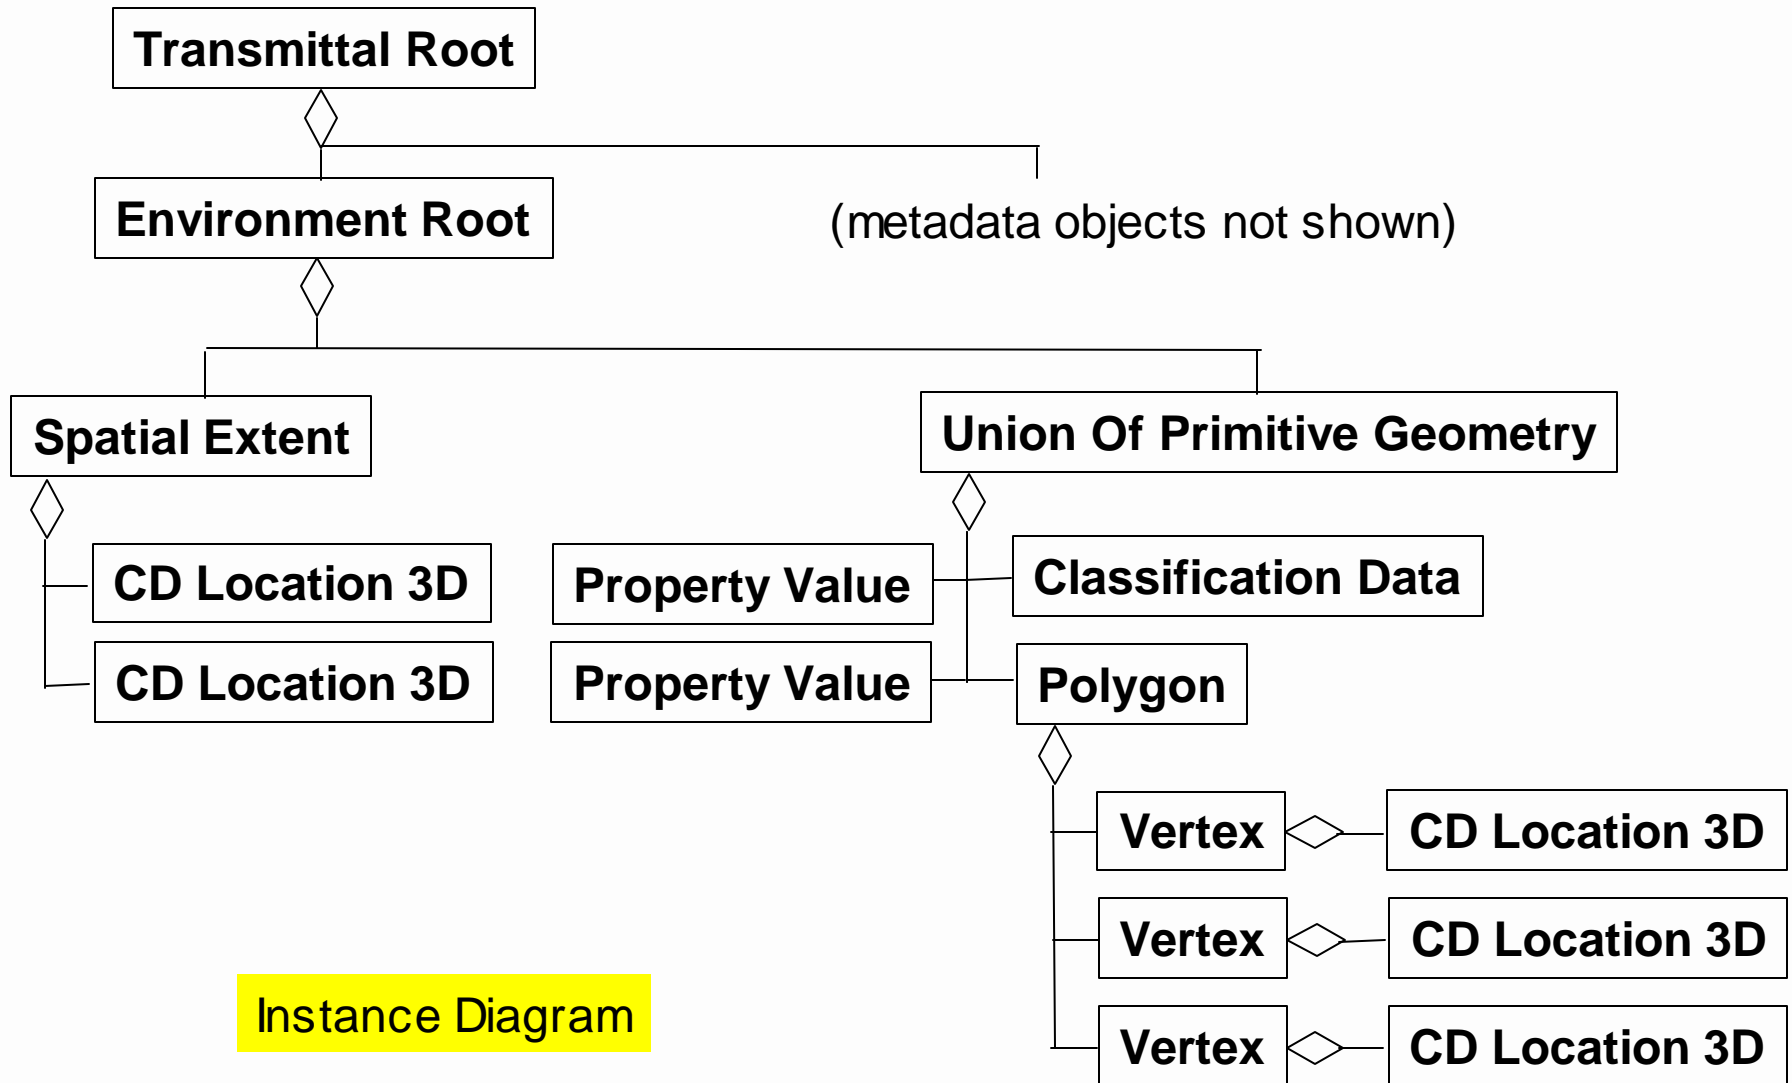 Transmittal Root
Environment Root
(metadata objects not shown)
Spatial Extent
Union Of Primitive Geometry
CD Location 3D
Property Value
Classification Data
CD Location 3D
Property Value
Polygon
Vertex
CD Location 3D
Vertex
CD Location 3D
Instance Diagram
Vertex
CD Location 3D